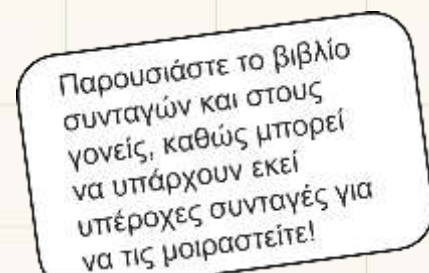 Παρουσιάστε το βιβλίο
συνταγών και στους
γονείς, καθώς μπορεί
να υπάρχουν εκεί
υπέροχες συνταγές για
να τις μοιραστείτε!